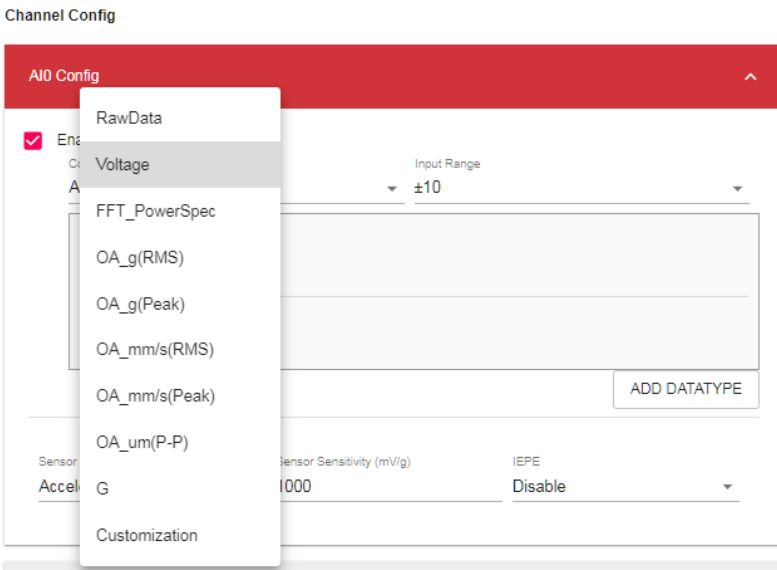 Channel Config
AI0 Config
RawData
Voltage
Input Range
±10
FFT_PowerSpec
OA_g(RMS)
OA_g(Peak)
OA_mm/s(RMS)
OA_mm/s(Peak)
ADD DATATYPE
OA_um(P-P)
Sensor
Sensor Sensitivity (mV/g)
IEPE
G
1000
Disable
Customization